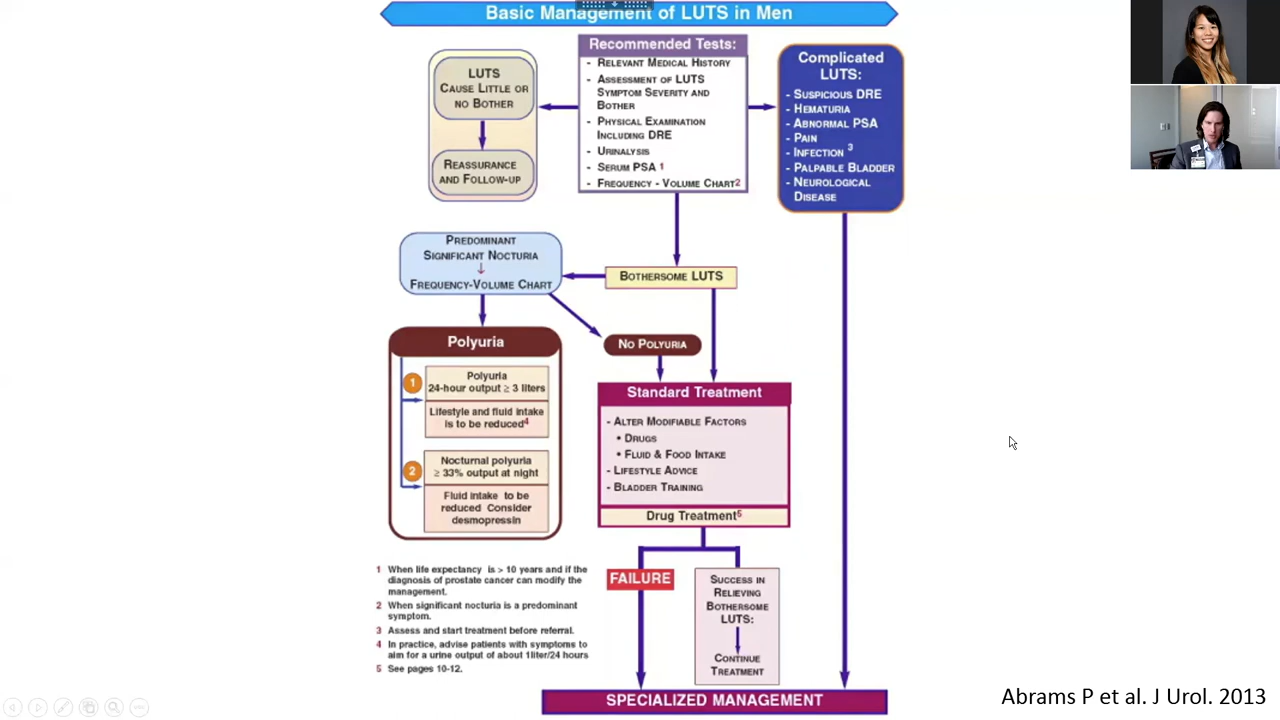 Basic Management of LUTS in Men
LUTS
CAUSE LITTLE OR
NO BOTHER
REASSURANCE
AND FOLLOW-UP
Recommended Tests:
- RELEVANT MEDICAL HISTORY
- ASSESSMENT OF LUTS
SYMPTOM SEVERITY AND
BOTHER
- PHYSICAL EXAMINATION
INCLUDING DRE
- URINALYSIS
- SERUM PSA 1
- FREQUENCY - VOLUME CHART2
Complicated
LUTS:
- SUSPICIOUS DRE
- HEMATURIA
- ABNORMAL PSA
- PAIN
- INFECTION 3
- PALPABLE BLADDER
- NEUROLOGICAL
DISEASE
PREDOMINANT
SIGNIFICANT NOCTURIA
↓
FREQUENCY-VOLUME CHART
BOTHERSOME LUTS
Polyuria
1
Polyuria
24-hour output ≥ 3 liters
Lifestyle and fluid intake
is to be reduced4
2
Nocturnal polyuria
≥ 33% output at night
Fluid intake to be
reduced Consider
desmopressin
NO POLYURIA
Standard Treatment
- ALTER MODIFIABLE FACTORS
• DRUGS
• FLUID & FOOD INTAKE
- LIFESTYLE ADVICE
- BLADDER TRAINING
Drug Treatment5
FAILURE
SUCCESS IN
RELIEVING
BOTHERSOME
LUTS:
CONTINUE
TREATMENT
1 When life expectancy is > 10 years and if the
diagnosis of prostate cancer can modify the
management.
2 When significant nocturia is a predominant
symptom.
3 Assess and start treatment before referral.
4 In practice, advise patients with symptoms to
aim for a urine output of about 1liter/24 hours
5 See pages 10-12.
SPECIALIZED MANAGEMENT
Abrams P et al. J Urol. 2013